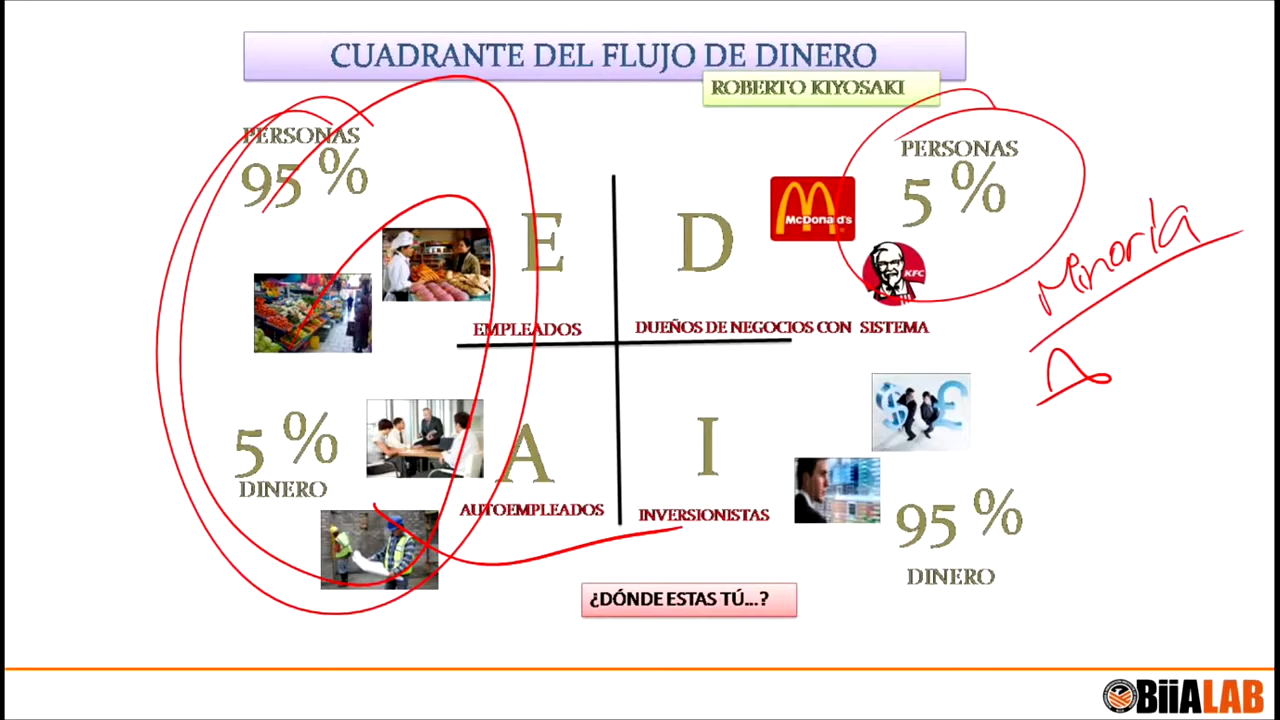 CUADRANTE DEL FLUJO DE DINERO
ROBERTO KIYOSAKI
PERSONAS
95 %
PERSONAS
5 %
McDonald's
KFC
E
D
EMPLEADOS
DUEÑOS DE NEGOCIOS CON SISTEMA
Minoría
5 %
DINERO
A
I
AUTOEMPLEADOS
INVERSIONISTAS
$ £
95 %
DINERO
¿DÓNDE ESTAS TÚ...?
BiiALAB